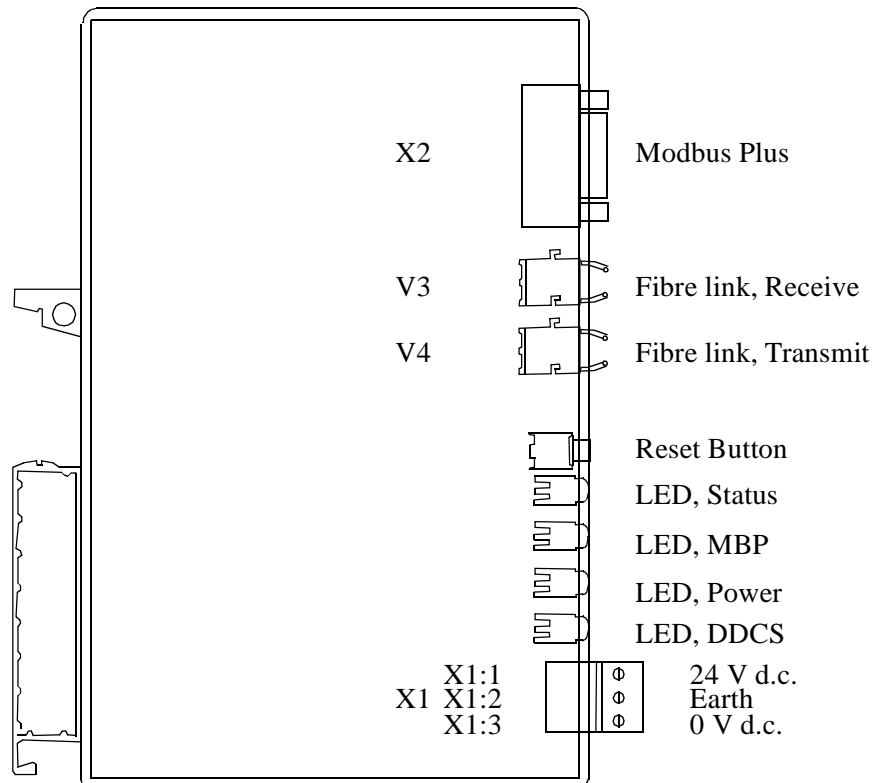 X2 Modbus Plus
V3 Fibre link, Receive
V4 Fibre link, Transmit
Reset Button
LED, Status
LED, MBP
LED, Power
LED, DDCS
X1:1 24 V d.c.
X1 X1:2 Earth
X1:3 0 V d.c.